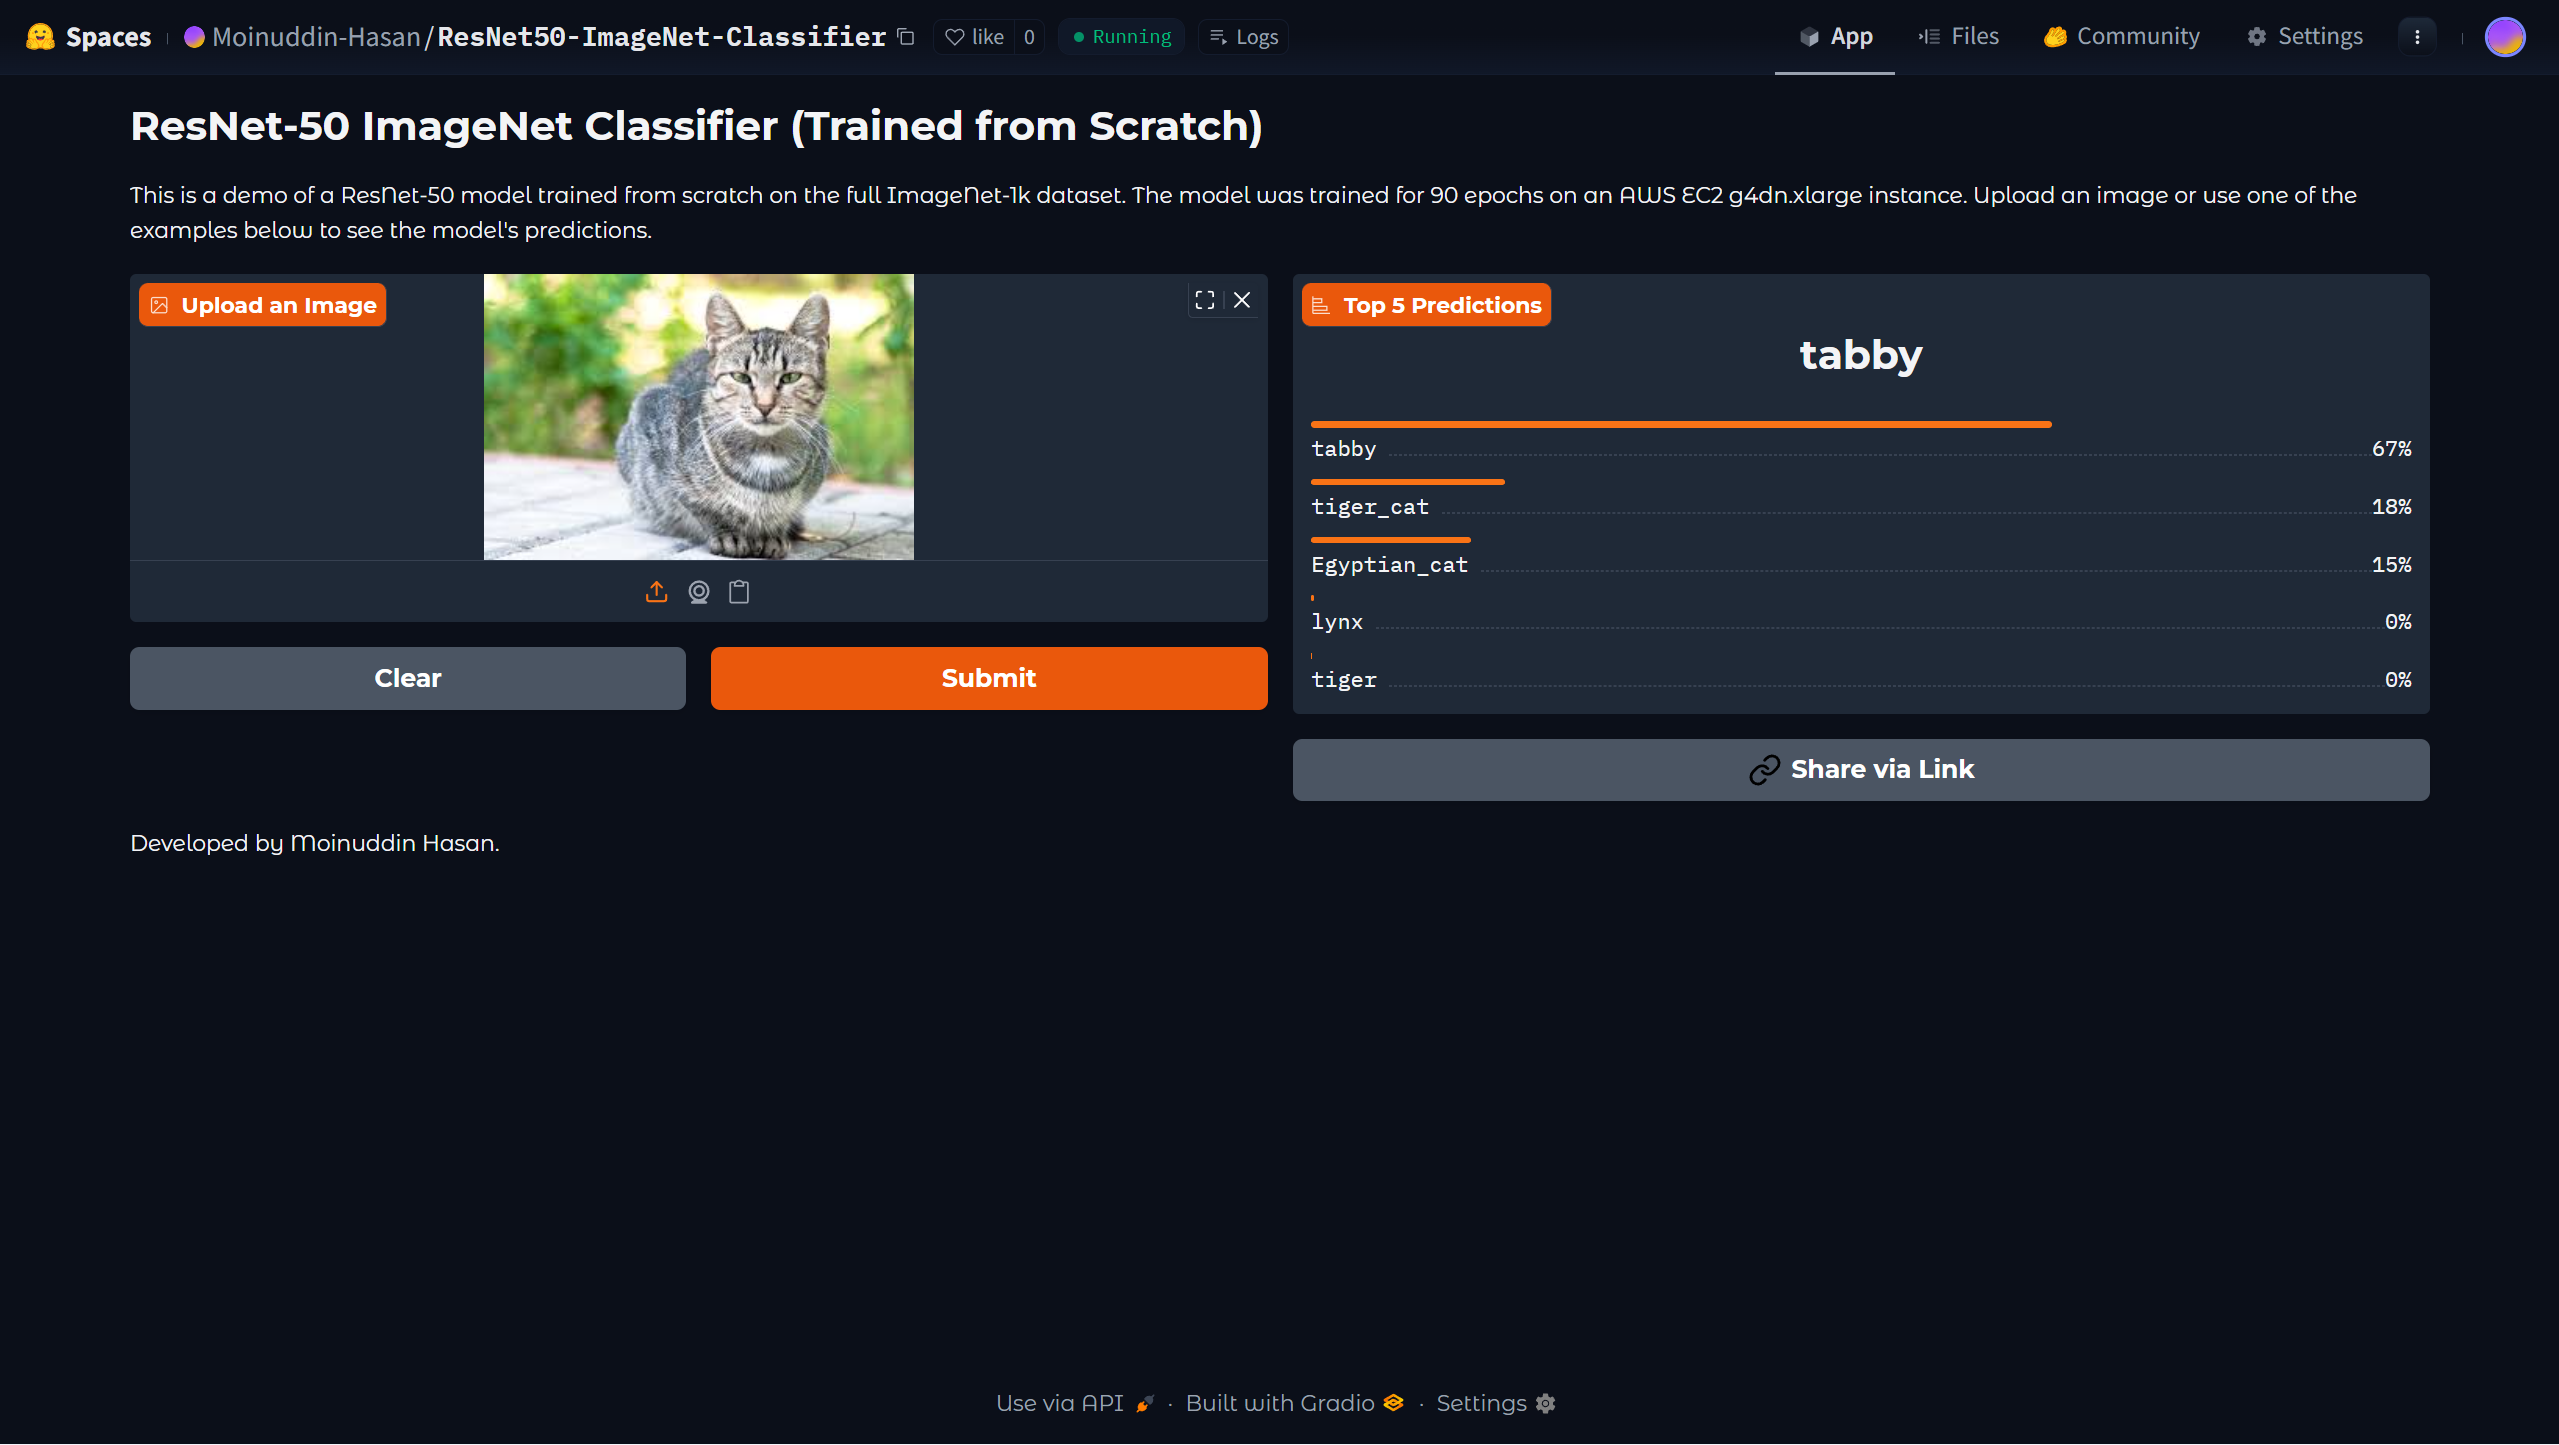 Spaces Moinuddin-Hasan/ResNet50-ImageNet-Classifier like 0 Running Logs App Files Community Settings
ResNet-50 ImageNet Classifier (Trained from Scratch)
This is a demo of a ResNet-50 model trained from scratch on the full ImageNet-1k dataset. The model was trained for 90 epochs on an AWS EC2 g4dn.xlarge instance. Upload an image or use one of the
examples below to see the model's predictions.
Upload an Image
Clear Submit
Top 5 Predictions
tabby
tabby 67%
tiger_cat 18%
Egyptian_cat 15%
lynx 0%
tiger 0%
Share via Link
Developed by Moinuddin Hasan.
Use via API · Built with Gradio · Settings